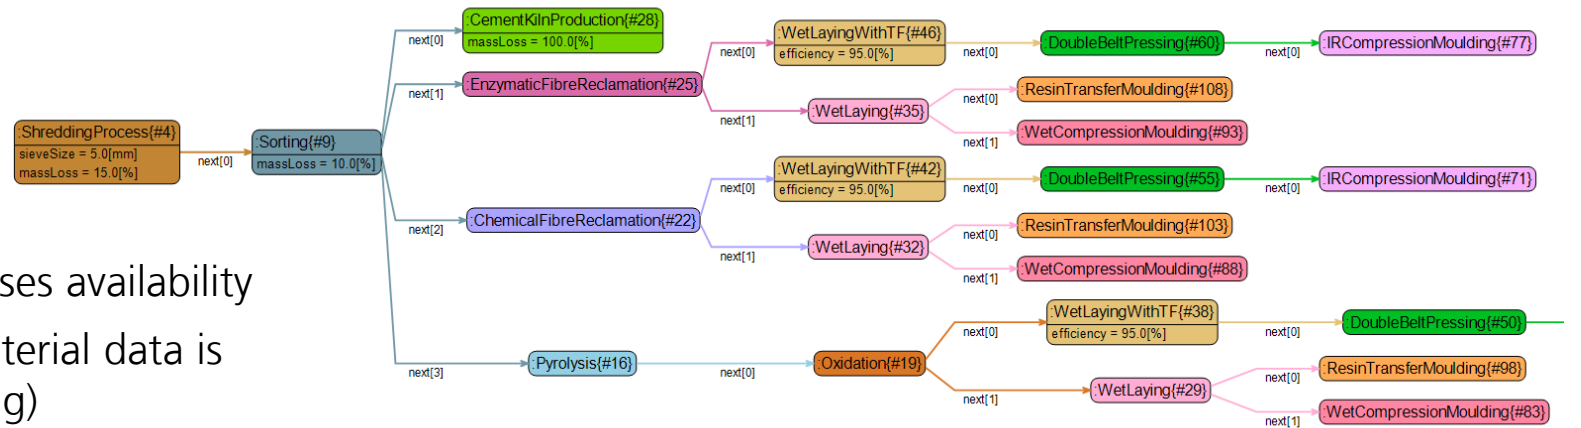 :CementKilnProduction{#28}
massLoss = 100.0[%]
next[0]
:WetLayingWithTF{#46}
efficiency = 95.0[%]
next[0]
:DoubleBeltPressing{#60}
next[0]
:IRCompressionMoulding{#77}
next[0]
:EnzymaticFibreReclamation{#25}
next[1]
:ResinTransferMoulding{#108}
next[0]
:WetLaying{#35}
next[1]
:WetCompressionMoulding{#93}
next[1]
:ShreddingProcess{#4}
sieveSize = 5.0[mm]
massLoss = 15.0[%]
next[0]
:Sorting{#9}
massLoss = 10.0[%]
:WetLayingWithTF{#42}
efficiency = 95.0[%]
next[0]
:DoubleBeltPressing{#55}
next[0]
:IRCompressionMoulding{#71}
next[0]
:ChemicalFibreReclamation{#22}
next[2]
:ResinTransferMoulding{#103}
next[0]
:WetLaying{#32}
next[1]
:WetCompressionMoulding{#88}
next[1]
ses availability
:WetLayingWithTF{#38}
efficiency = 95.0[%]
next[0]
:DoubleBeltPressing{#50}
next[0]
terial data is
:Pyrolysis{#16}
next[3]
:Oxidation{#19}
next[0]
:ResinTransferMoulding{#98}
next[0]
:WetLaying{#29}
next[1]
:WetCompressionMoulding{#83}
next[1]
g)